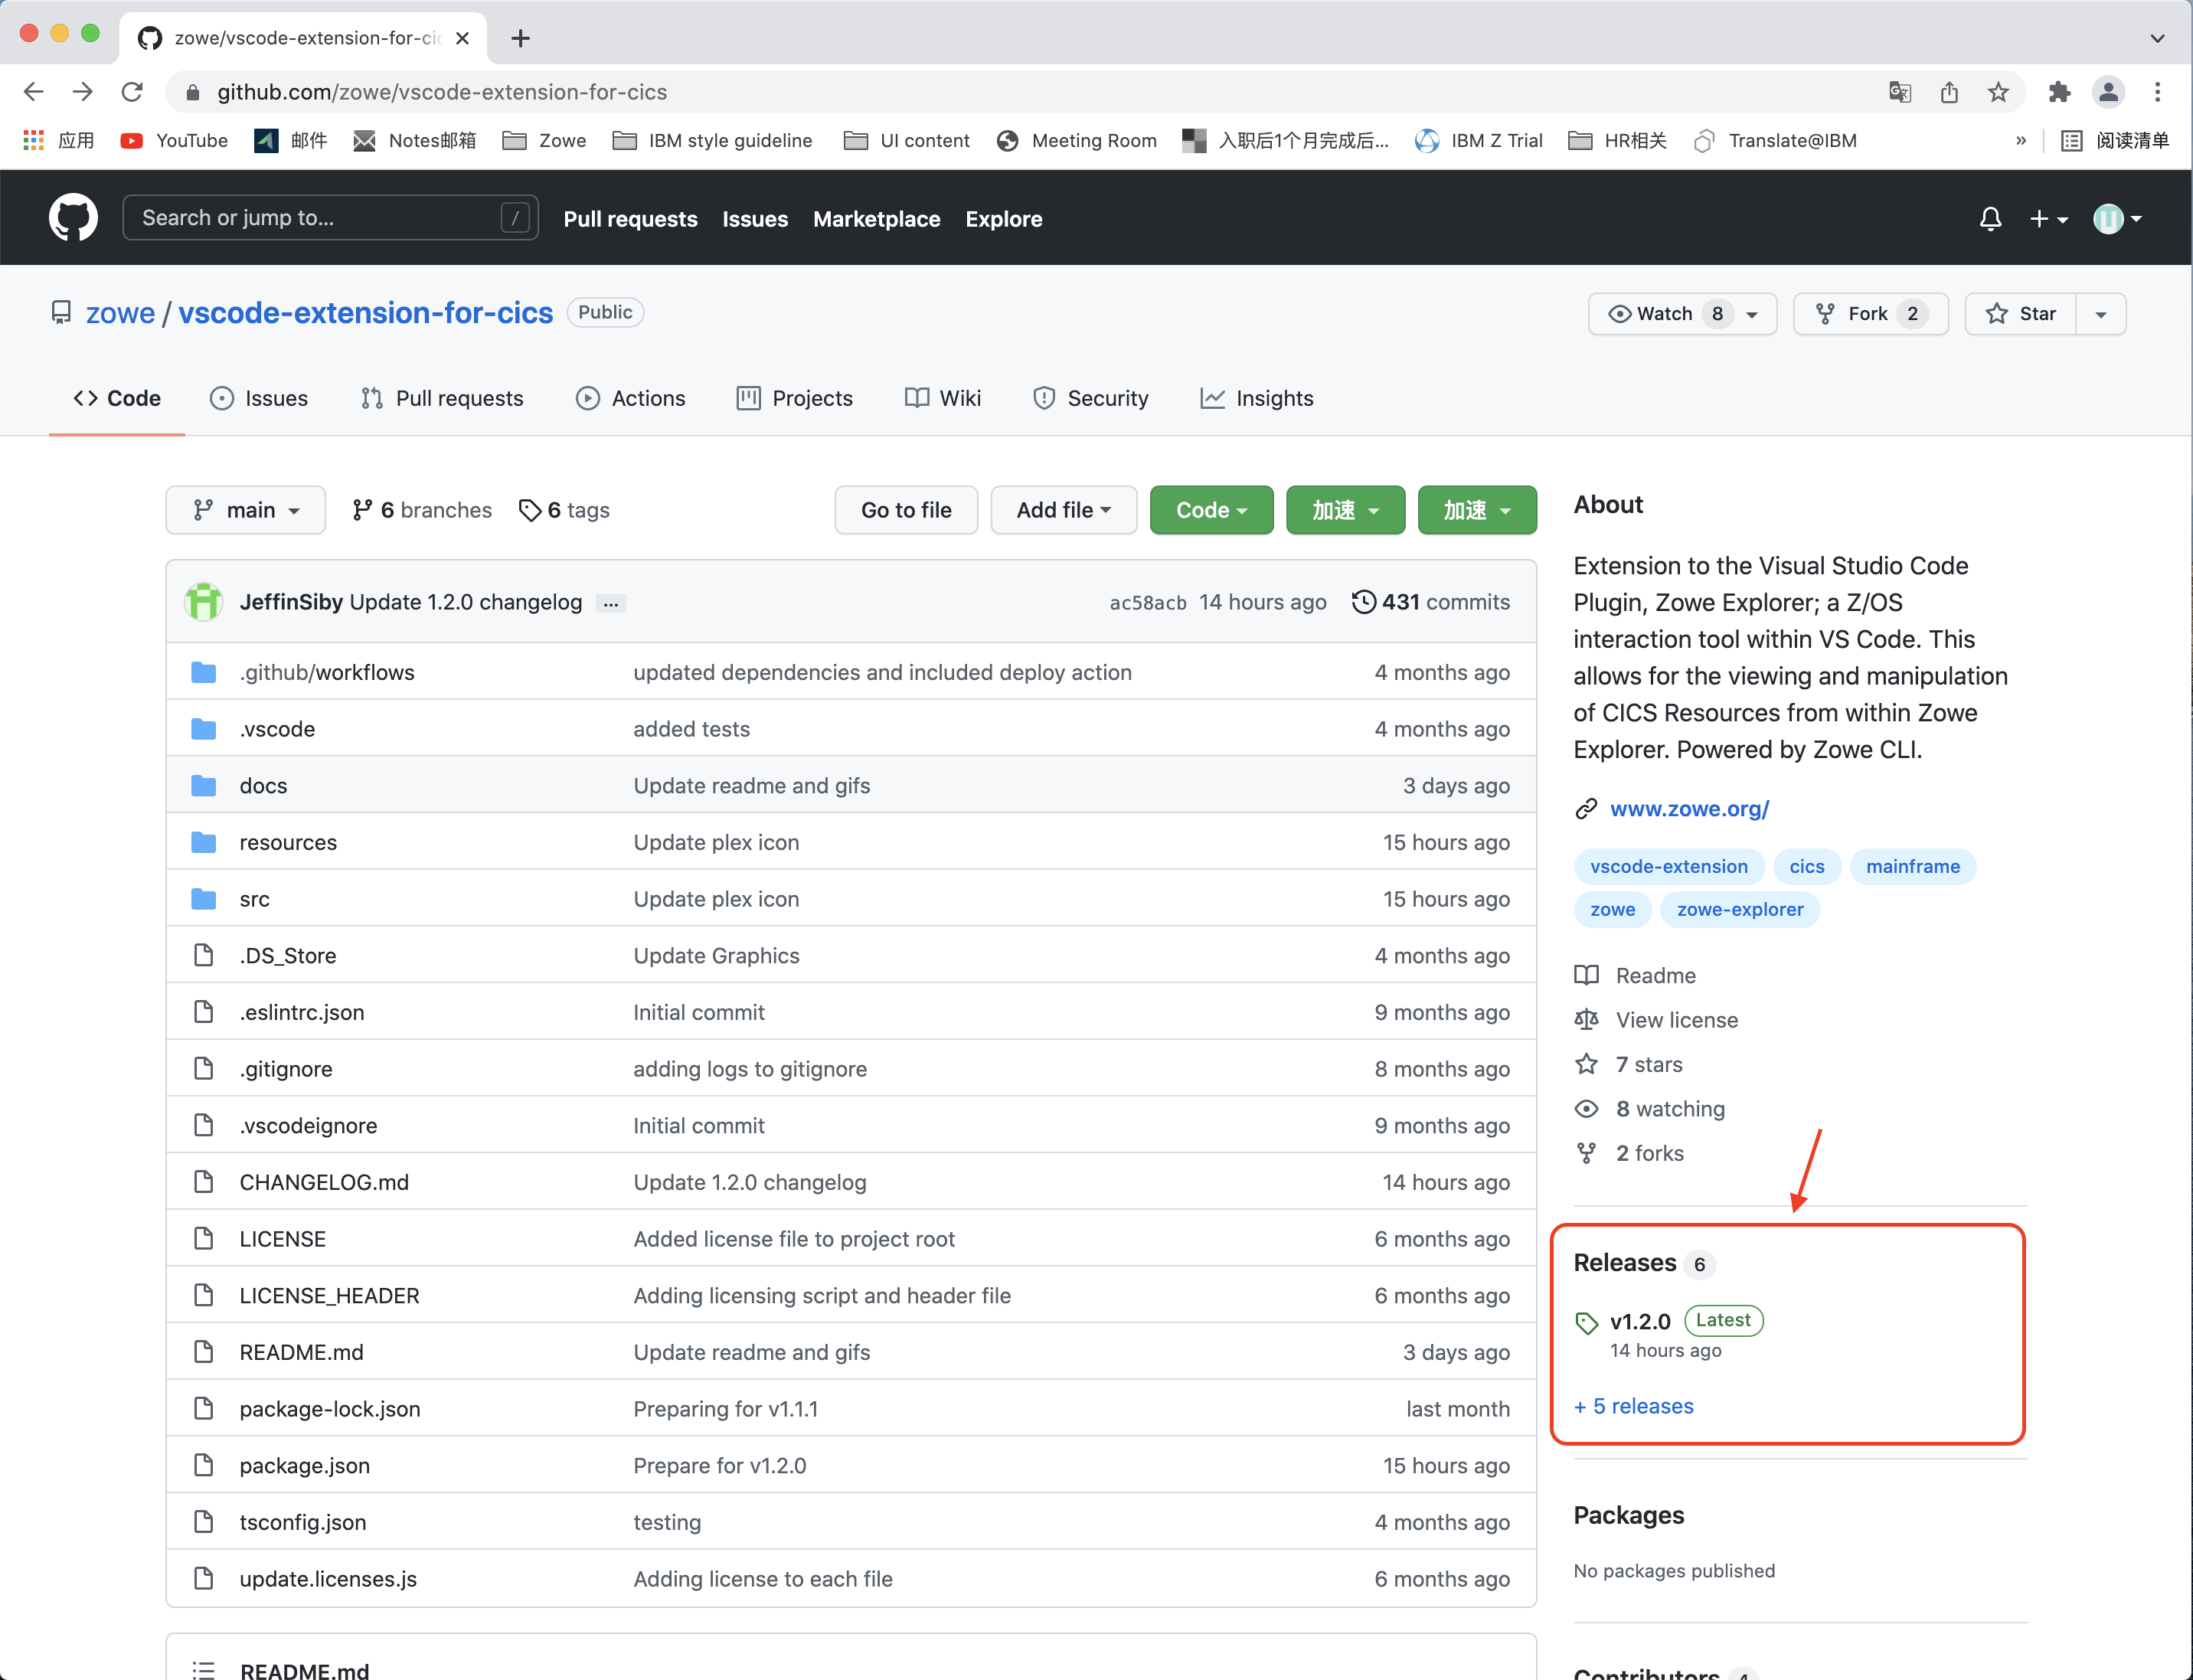 zowe/vscode-extension-for-cic
github.com/zowe/vscode-extension-for-cics
应用 YouTube 邮件 Notes邮箱 Zowe IBM style guideline UI content Meeting Room 入职后1个月完成后... IBM Z Trial HR相关 Translate@IBM » 阅读清单
Search or jump to... / Pull requests Issues Marketplace Explore
zowe / vscode-extension-for-cics Public Watch 8 Fork 2 Star
Code Issues Pull requests Actions Projects Wiki Security Insights
main 6 branches 6 tags Go to file Add file Code 加速 加速
JeffinSiby Update 1.2.0 changelog ... ac58acb 14 hours ago 431 commits
.github/workflows updated dependencies and included deploy action 4 months ago
.vscode added tests 4 months ago
docs Update readme and gifs 3 days ago
resources Update plex icon 15 hours ago
src Update plex icon 15 hours ago
.DS_Store Update Graphics 4 months ago
.eslintrc.json Initial commit 9 months ago
.gitignore adding logs to gitignore 8 months ago
.vscodeignore Initial commit 9 months ago
CHANGELOG.md Update 1.2.0 changelog 14 hours ago
LICENSE Added license file to project root 6 months ago
LICENSE_HEADER Adding licensing script and header file 6 months ago
README.md Update readme and gifs 3 days ago
package-lock.json Preparing for v1.1.1 last month
package.json Prepare for v1.2.0 15 hours ago
tsconfig.json testing 4 months ago
update.licenses.js Adding license to each file 6 months ago
README.md
About
Extension to the Visual Studio Code
Plugin, Zowe Explorer; a Z/OS
interaction tool within VS Code. This
allows for the viewing and manipulation
of CICS Resources from within Zowe
Explorer. Powered by Zowe CLI.
www.zowe.org/
vscode-extension cics mainframe
zowe zowe-explorer
Readme
View license
7 stars
8 watching
2 forks
Releases 6
v1.2.0 Latest
14 hours ago
+ 5 releases
Packages
No packages published
Contributors 4